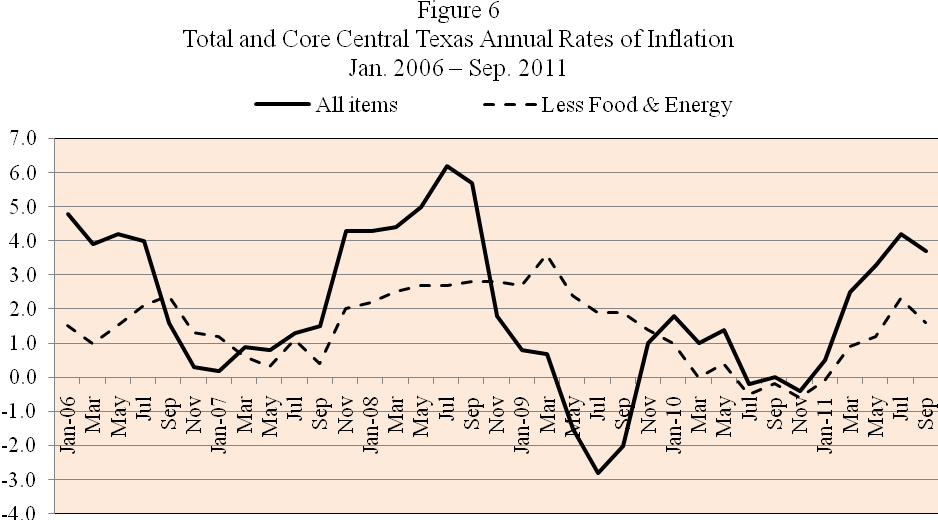 Figure 6
Total and Core Central Texas Annual Rates of Inflation
Jan. 2006 – Sep. 2011
All items
Less Food & Energy
7.0
6.0
5.0
4.0
3.0
2.0
1.0
0.0
-1.0
-2.0
-3.0
-4.0
Jan-06
Mar
May
Jul
Sep
Nov
Jan-07
Mar
May
Jul
Sep
Nov
Jan-08
Mar
May
Jul
Sep
Nov
Jan-09
Mar
May
Jul
Sep
Nov
Jan-10
Mar
May
Jul
Sep
Nov
Jan-11
Mar
May
Jul
Sep